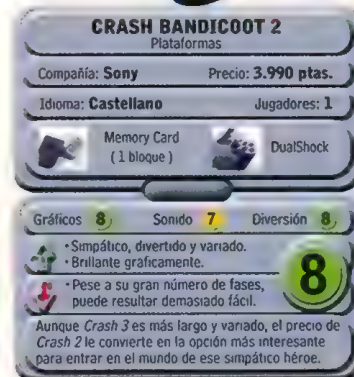 CRASH BANDICOOT 2
Plataformas
Compañía: Sony Precio: 3.990 ptas.
Idioma: Castellano Jugadores: 1
Memory Card
( 1 bloque )
DualShock
Gráficos 8 Sonido 7 Diversión 8
• Simpático, divertido y variado.
• Brillante graficamente.
8
• Pese a su gran número de fases,
puede resultar demasiado fácil.
Aunque Crash 3 es más largo y variado, el precio de
Crash 2 le convierte en la opción más interesante
para entrar en el mundo de ese simpático héroe.